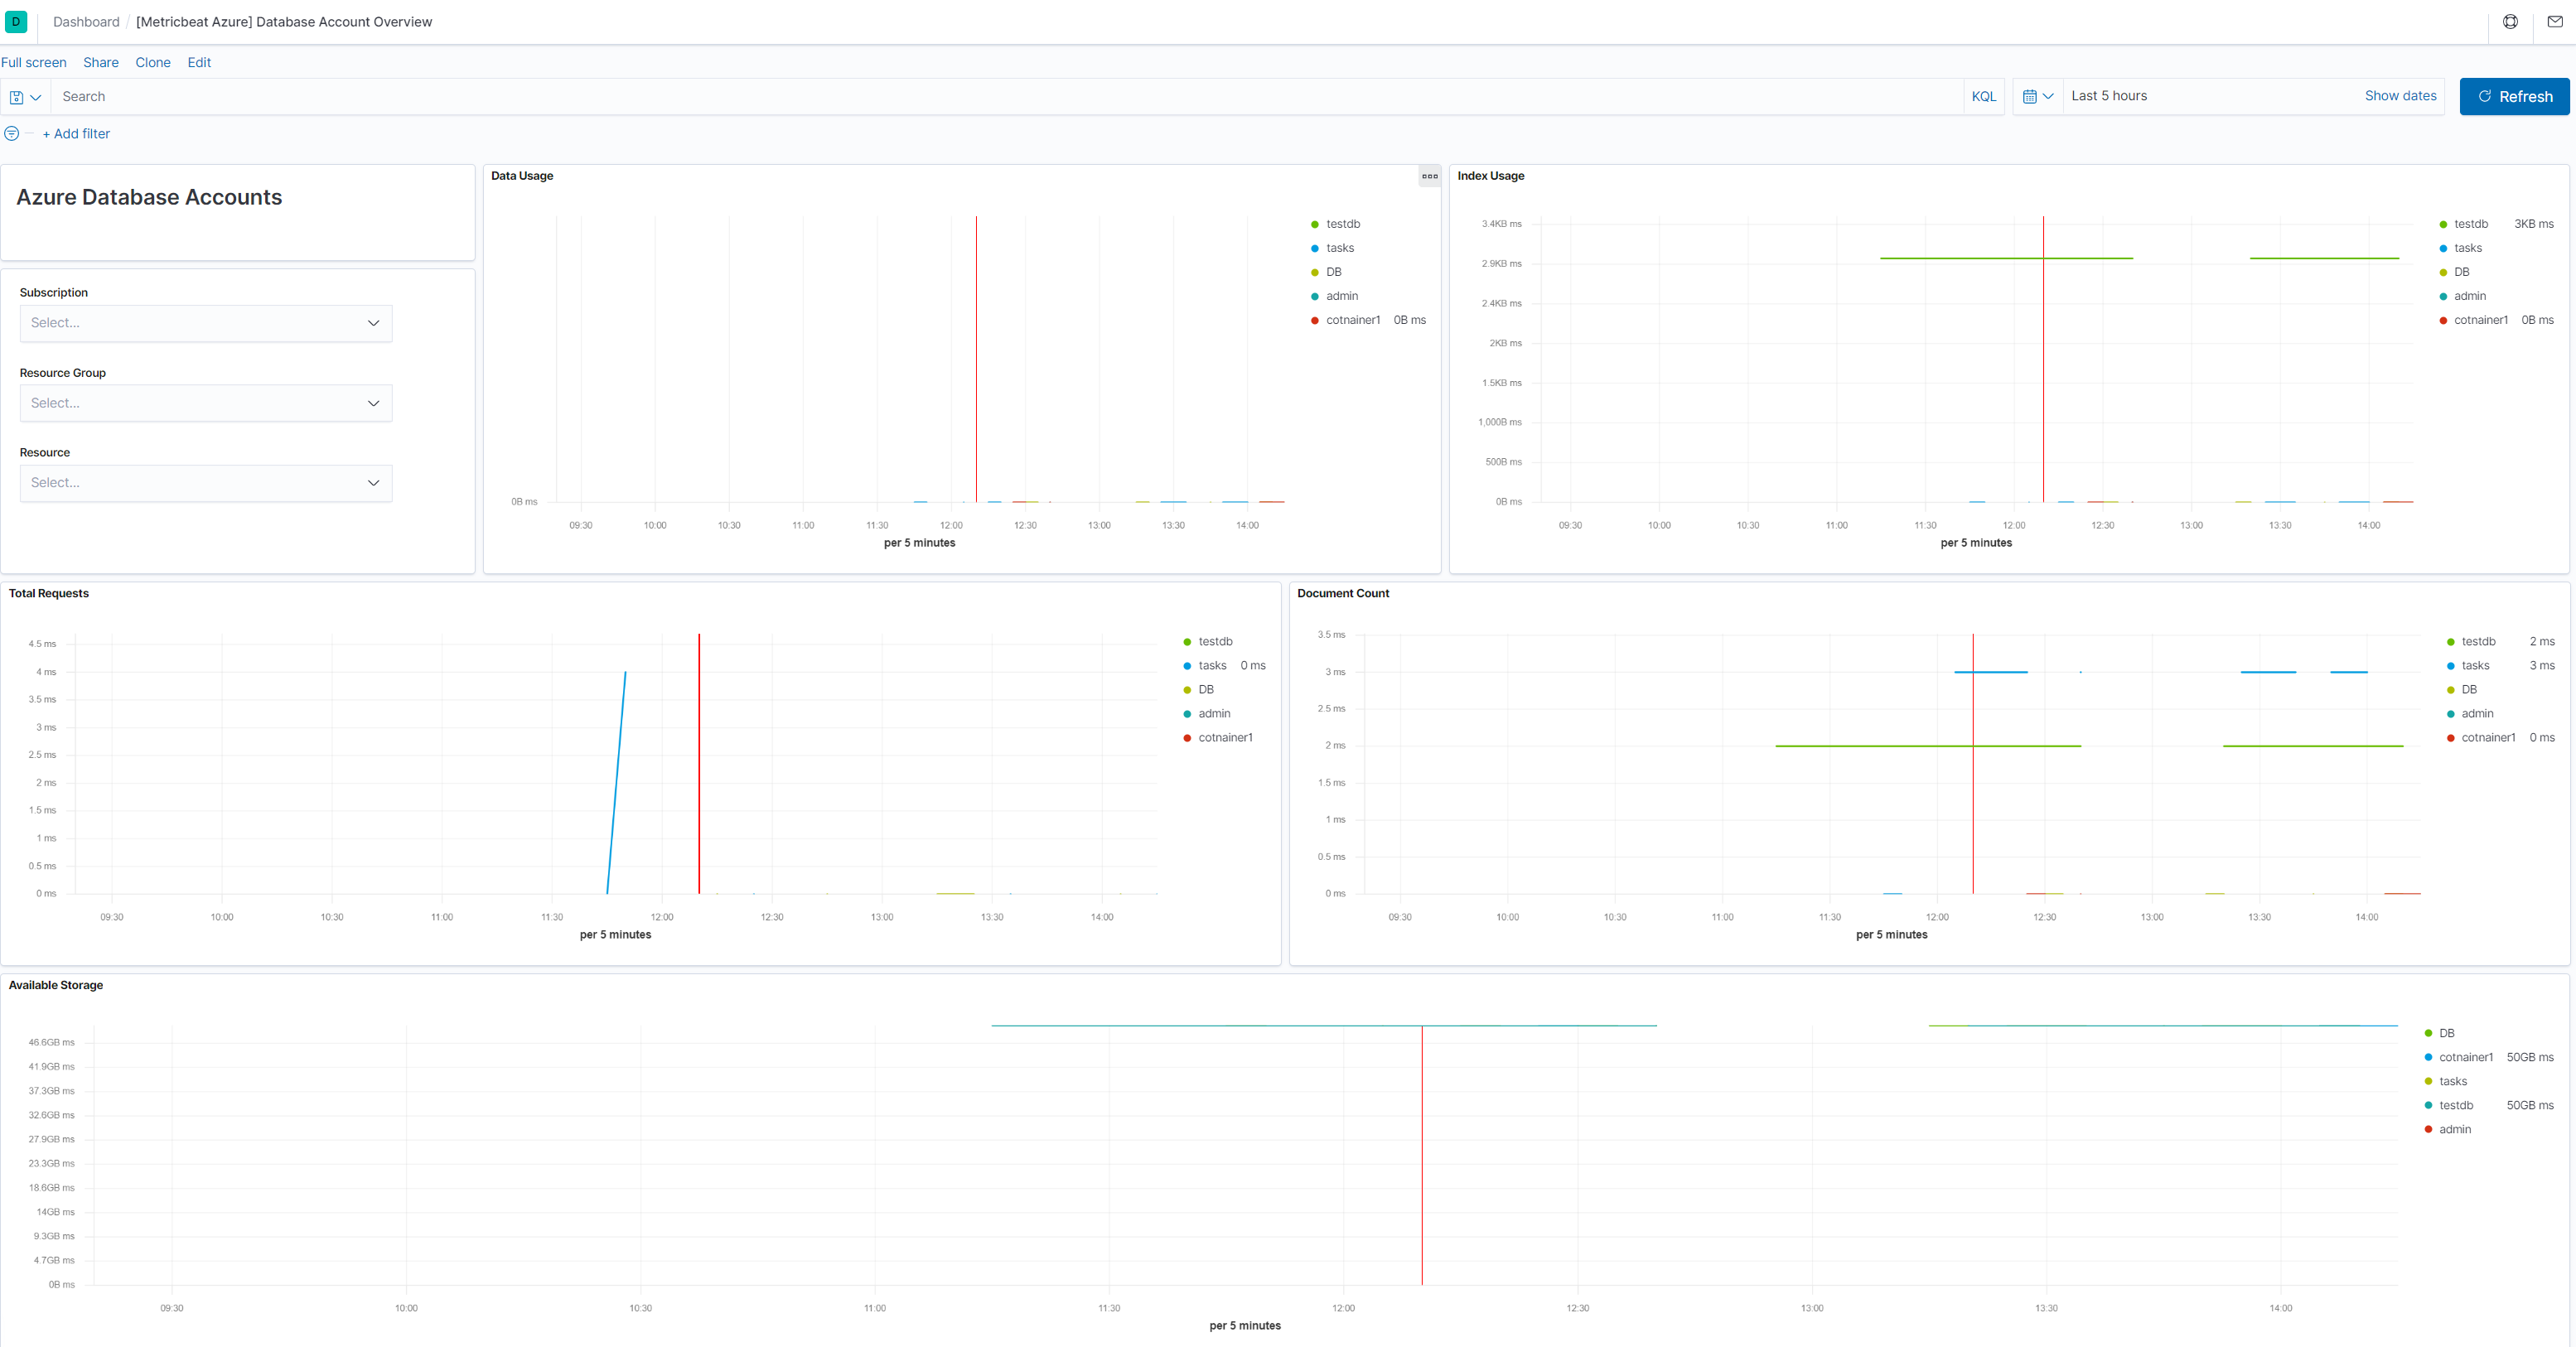 D Dashboard / [Metricbeat Azure] Database Account Overview
Full screen Share Clone Edit
Search KQL Last 5 hours Show dates Refresh
+ Add filter
Azure Database Accounts
Subscription
Select...
Resource Group
Select...
Resource
Select...
Data Usage
testdb
tasks
DB
admin
cotnainer1 0B ms
0B ms
09:30 10:00 10:30 11:00 11:30 12:00 12:30 13:00 13:30 14:00
per 5 minutes
Index Usage
3.4KB ms
2.9KB ms
2.4KB ms
2KB ms
1.5KB ms
1,000B ms
500B ms
0B ms
09:30 10:00 10:30 11:00 11:30 12:00 12:30 13:00 13:30 14:00
per 5 minutes
testdb 3KB ms
tasks
DB
admin
cotnainer1 0B ms
Total Requests
4.5 ms
4 ms
3.5 ms
3 ms
2.5 ms
2 ms
1.5 ms
1 ms
0.5 ms
0 ms
09:30 10:00 10:30 11:00 11:30 12:00 12:30 13:00 13:30 14:00
per 5 minutes
testdb
tasks 0 ms
DB
admin
cotnainer1
Document Count
3.5 ms
3 ms
2.5 ms
2 ms
1.5 ms
1 ms
0.5 ms
0 ms
09:30 10:00 10:30 11:00 11:30 12:00 12:30 13:00 13:30 14:00
per 5 minutes
testdb 2 ms
tasks 3 ms
DB
admin
cotnainer1 0 ms
Available Storage
46.6GB ms
41.9GB ms
37.3GB ms
32.6GB ms
27.9GB ms
23.3GB ms
18.6GB ms
14GB ms
9.3GB ms
4.7GB ms
0B ms
09:30 10:00 10:30 11:00 11:30 12:00 12:30 13:00 13:30 14:00
per 5 minutes
DB
cotnainer1 50GB ms
tasks
testdb 50GB ms
admin